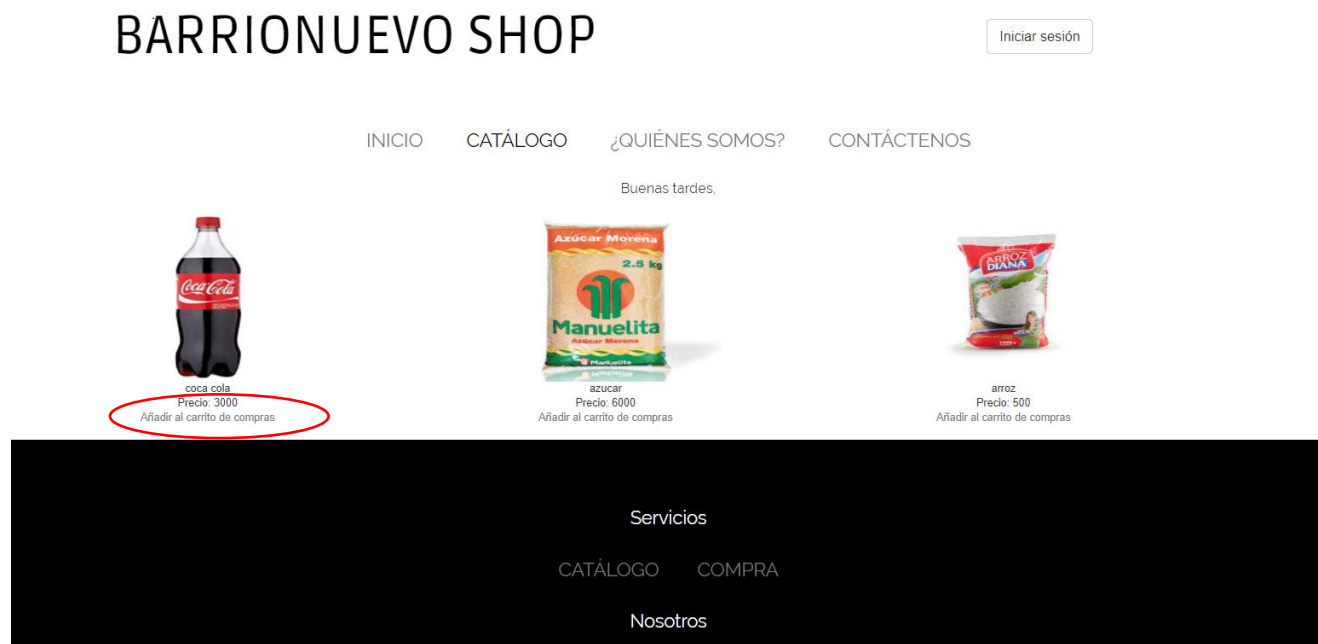 BARRIONUEVO SHOP
Iniciar sesión
INICIO CATÁLOGO ¿QUIÉNES SOMOS? CONTÁCTENOS
Buenas tardes,
Coca-Cola
Azúcar Morena
2.5 kg
Manuelita
Azúcar Morena
Manuelita
ARROZ
DIANA
coca cola
Precio: 3000
Añadir al carrito de compras
azucar
Precio: 6000
Añadir al carrito de compras
arroz
Precio: 500
Añadir al carrito de compras
Servicios
CATÁLOGO COMPRA
Nosotros